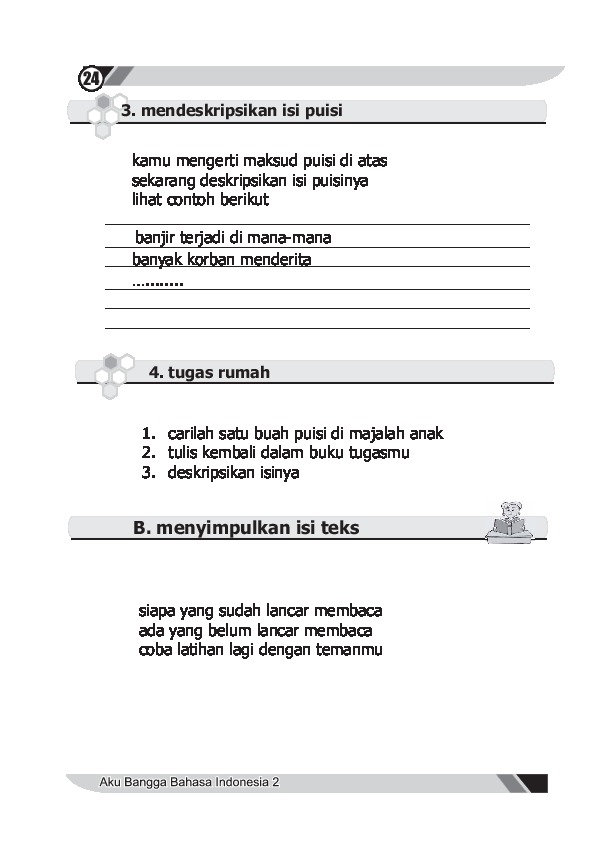 24
3. mendeskripsikan isi puisi
kamu mengerti maksud puisi di atas
sekarang deskripsikan isi puisinya
lihat contoh berikut
banjir terjadi di mana-mana
banyak korban menderita
...........
4. tugas rumah
1. carilah satu buah puisi di majalah anak
2. tulis kembali dalam buku tugasmu
3. deskripsikan isinya
B. menyimpulkan isi teks
siapa yang sudah lancar membaca
ada yang belum lancar membaca
coba latihan lagi dengan temanmu
Aku Bangga Bahasa Indonesia 2